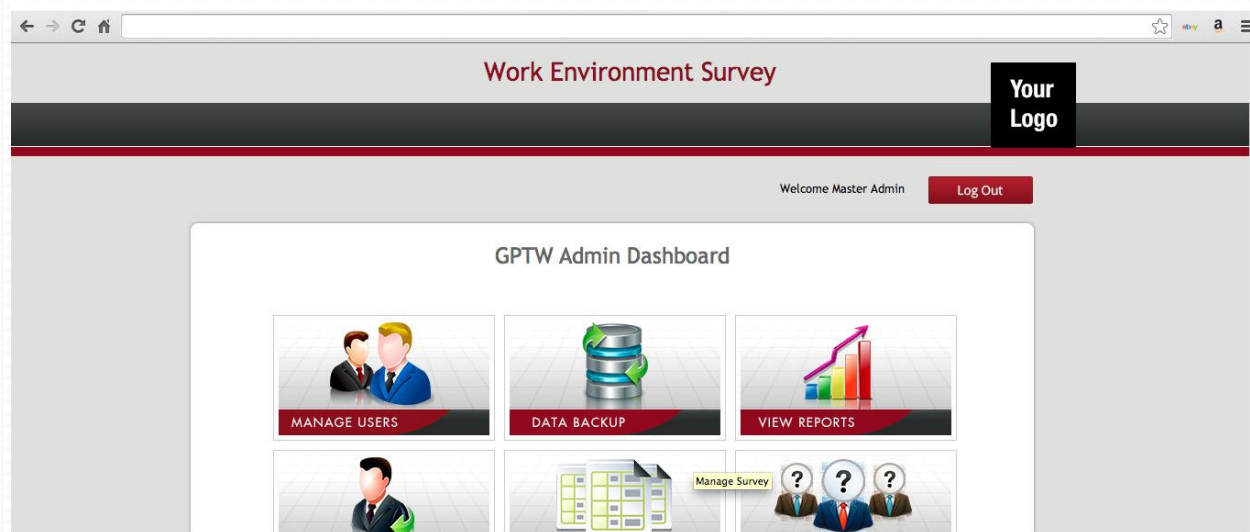 ebay a
Work Environment Survey
Your
Logo
Welcome Master Admin Log Out
GPTW Admin Dashboard
MANAGE USERS DATA BACKUP VIEW REPORTS
Manage Survey
? ? ?